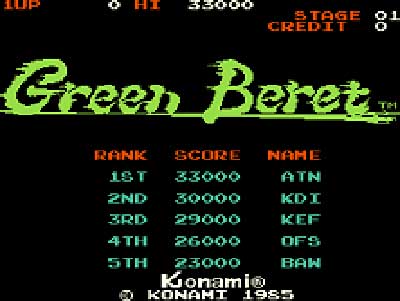 1UP 0 HI 33000
STAGE 01
CREDIT 0
Green Beret ™
RANK SCORE NAME
1ST 33000 ATN
2ND 30000 KDI
3RD 29000 KEF
4TH 26000 OFS
5TH 23000 BAW
Konami®
© KONAMI 1985